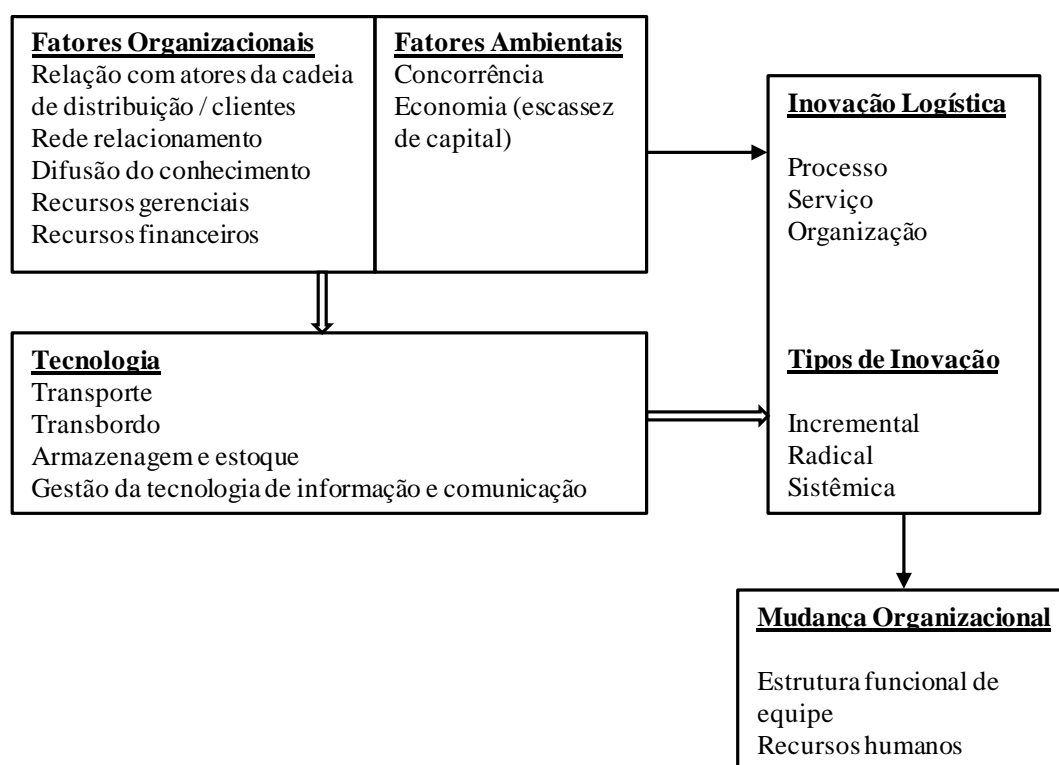 Fatores Organizacionais
Relação com atores da cadeia
de distribuição / clientes
Rede relacionamento
Difusão do conhecimento
Recursos gerenciais
Recursos financeiros
Fatores Ambientais
Concorrência
Economia (escassez
de capital)
Inovação Logística
Processo
Serviço
Organização
Tipos de Inovação
Incremental
Radical
Sistêmica
Tecnologia
Transporte
Transbordo
Armazenagem e estoque
Gestão da tecnologia de informação e comunicação
Mudança Organizacional
Estrutura funcional de
equipe
Recursos humanos